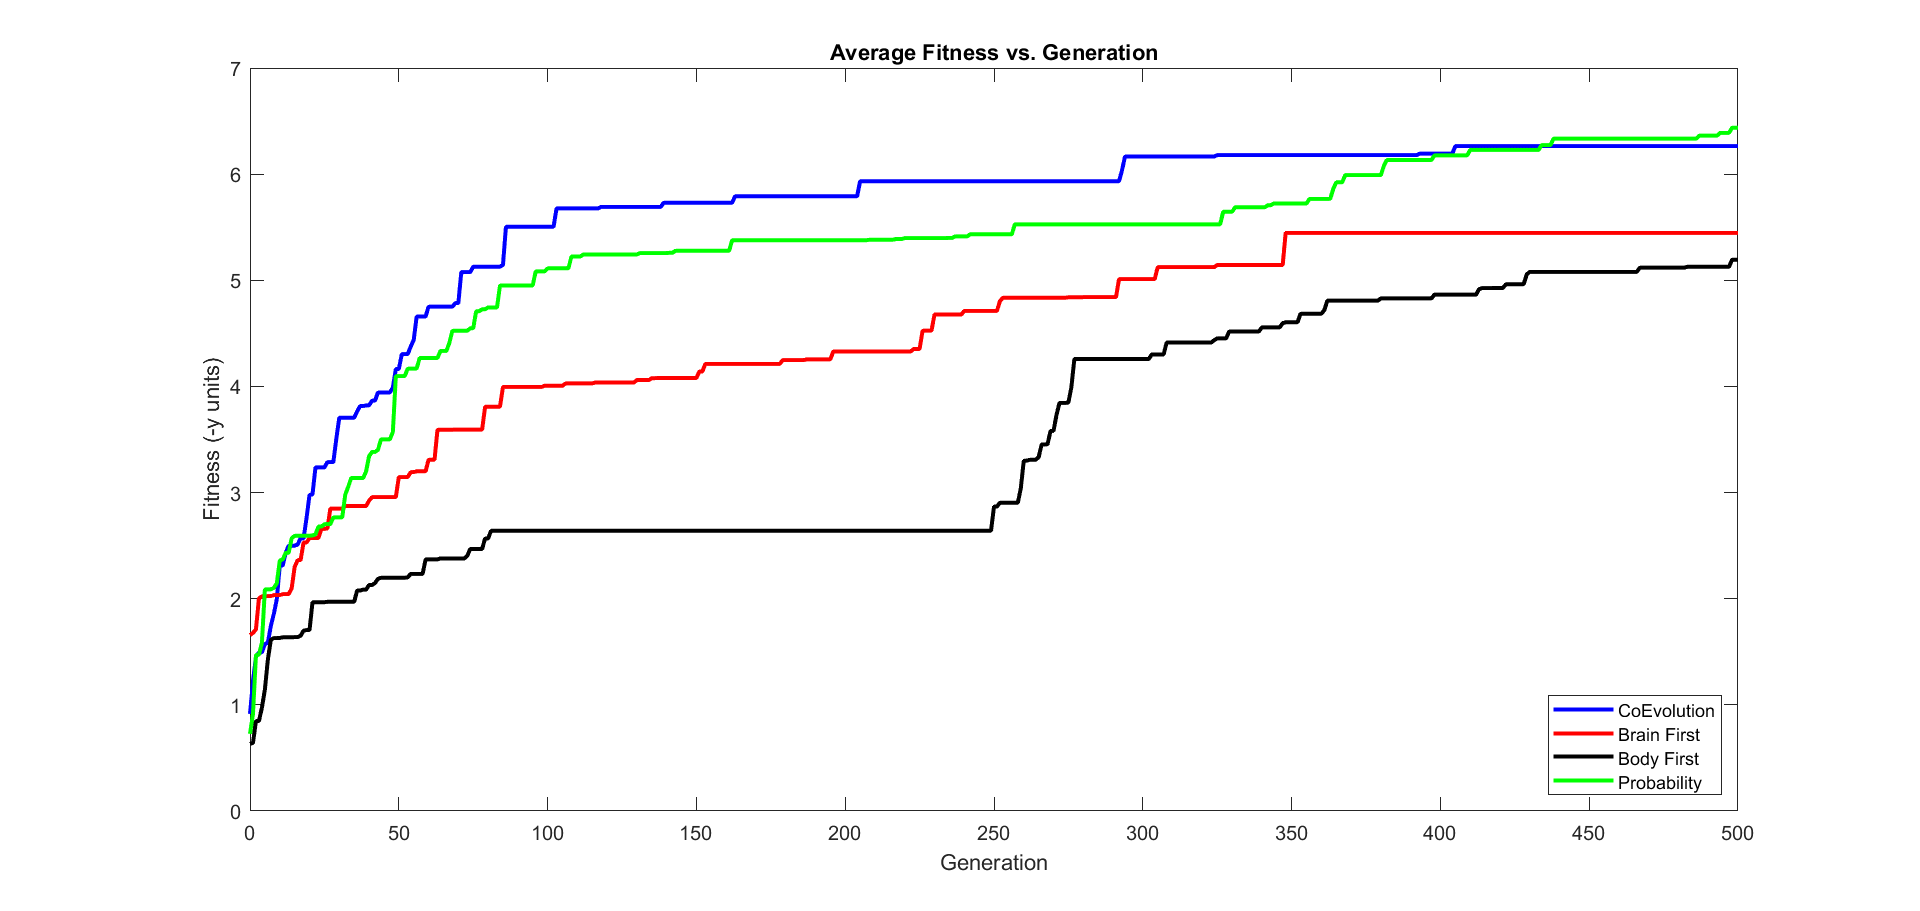 Average Fitness vs. Generation
7
6
5
4
3
2
1
0
Fitness (-y units)
0 50 100 150 200 250 300 350 400 450 500
Generation
CoEvolution
Brain First
Body First
Probability